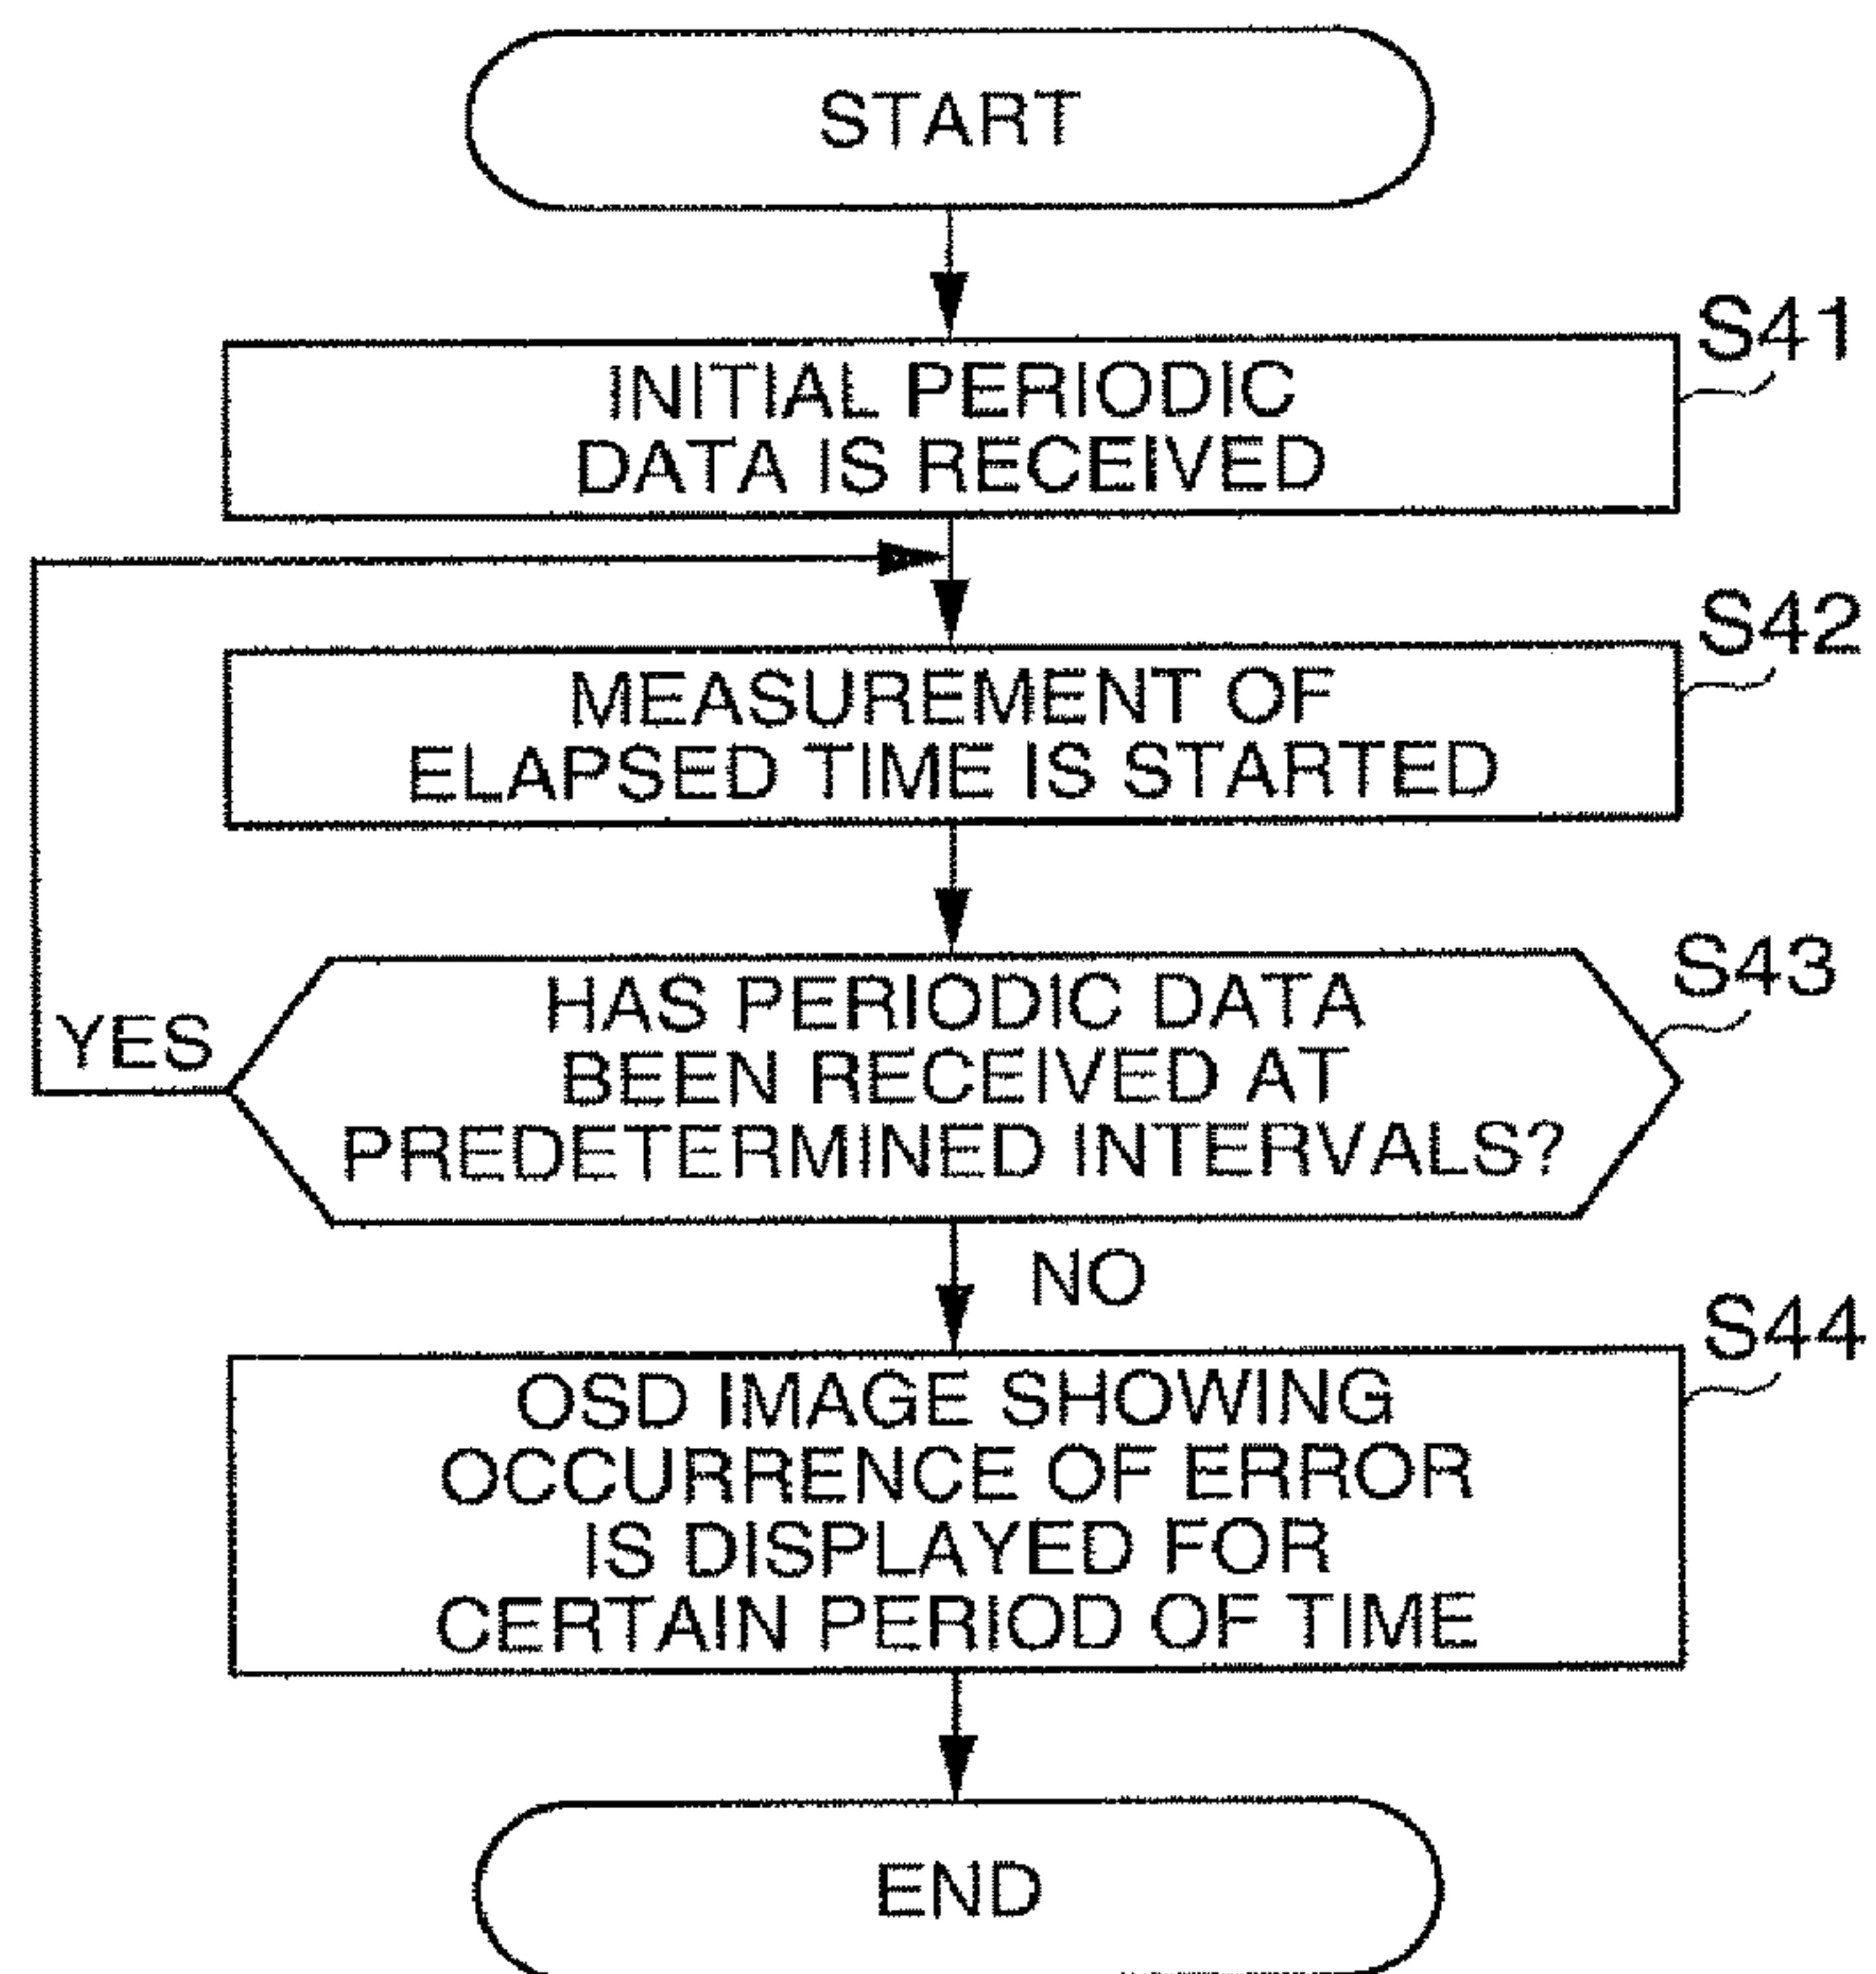 START
S41
INITIAL PERIODIC
DATA IS RECEIVED
S42
MEASUREMENT OF
ELAPSED TIME IS STARTED
S43
HAS PERIODIC DATA
BEEN RECEIVED AT
PREDETERMINED INTERVALS?
YES
NO
S44
OSD IMAGE SHOWING
OCCURRENCE OF ERROR
IS DISPLAYED FOR
CERTAIN PERIOD OF TIME
END